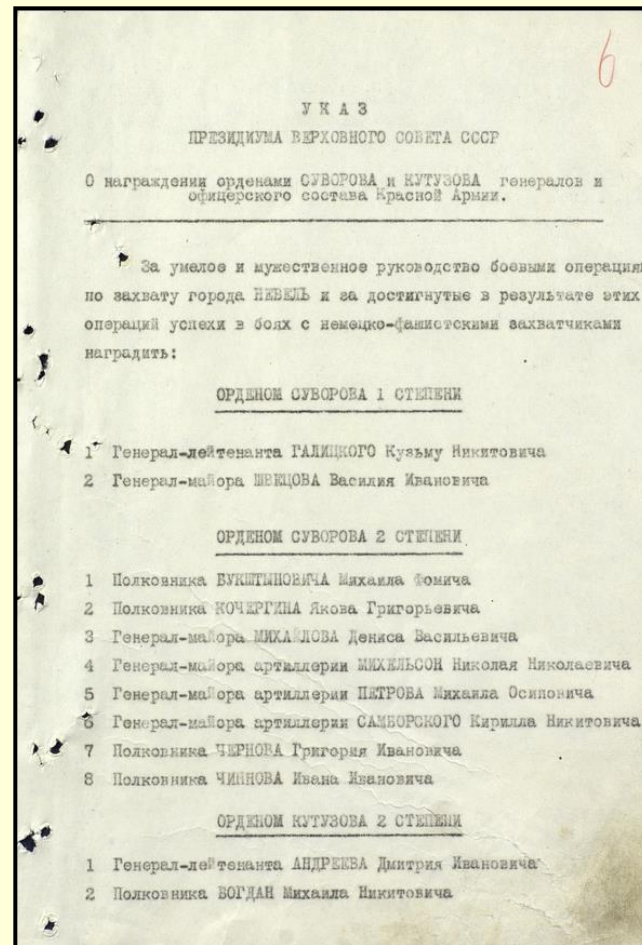 6
УКАЗ
ПРЕЗИДИУМА ВЕРХОВНОГО СОВЕТА СССР
О награждении орденами СУВОРОВА и КУТУЗОВА генералов и
офицерского состава Красной Армии.
За умелое и мужественное руководство боевыми операциям
по захвату города НЕВЕЛЬ и за достигнутые в результате этих
операций успехи в боях с немецко-фашистскими захватчиками
наградить:
ОРДЕНОМ СУВОРОВА 1 СТЕПЕНИ
1 Генерал-лейтенанта ГАЛИЦКОГО Кузьму Никитовича
2 Генерал-майора ШВЕЦОВА Василия Ивановича
ОРДЕНОМ СУВОРОВА 2 СТЕПЕНИ
1 Полковника БУКШТЫНОВИЧА Михаила Фомича
2 Полковника КОЧЕРГИНА Якова Григорьевича
3 Генерал-майора МИХАЙЛОВА Дениса Васильевича
4 Генерал-майора артиллерии МИХЕЛЬСОН Николая Николаевича
5 Генерал-майора артиллерии ПЕТРОВА Михаила Осиповича
6 Генерал-майора артиллерии САМБОРСКОГО Кирилла Никитовича
7 Полковника ЧЕРНОВА Григория Ивановича
8 Полковника ЧИННОВА Ивана Ивановича
ОРДЕНОМ КУТУЗОВА 2 СТЕПЕНИ
1 Генерал-лейтенанта АНДРЕЕВА Дмитрия Ивановича
2 Полковника БОГДАН Михаила Никитовича